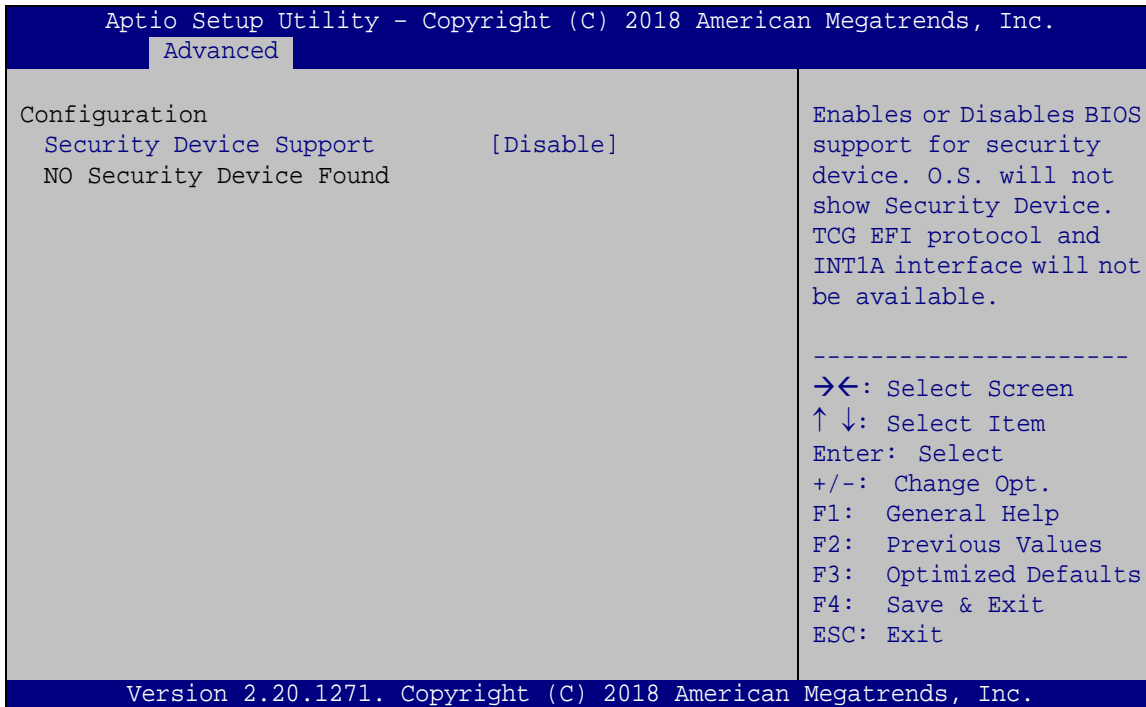 Aptio Setup Utility – Copyright (C) 2018 American Megatrends, Inc.
Advanced
Configuration
Security Device Support [Disable]
NO Security Device Found
Enables or Disables BIOS
support for security
device. O.S. will not
show Security Device.
TCG EFI protocol and
INT1A interface will not
be available.
----------------------
→←: Select Screen
↑ ↓: Select Item
Enter: Select
+/-: Change Opt.
F1: General Help
F2: Previous Values
F3: Optimized Defaults
F4: Save & Exit
ESC: Exit
Version 2.20.1271. Copyright (C) 2018 American Megatrends, Inc.